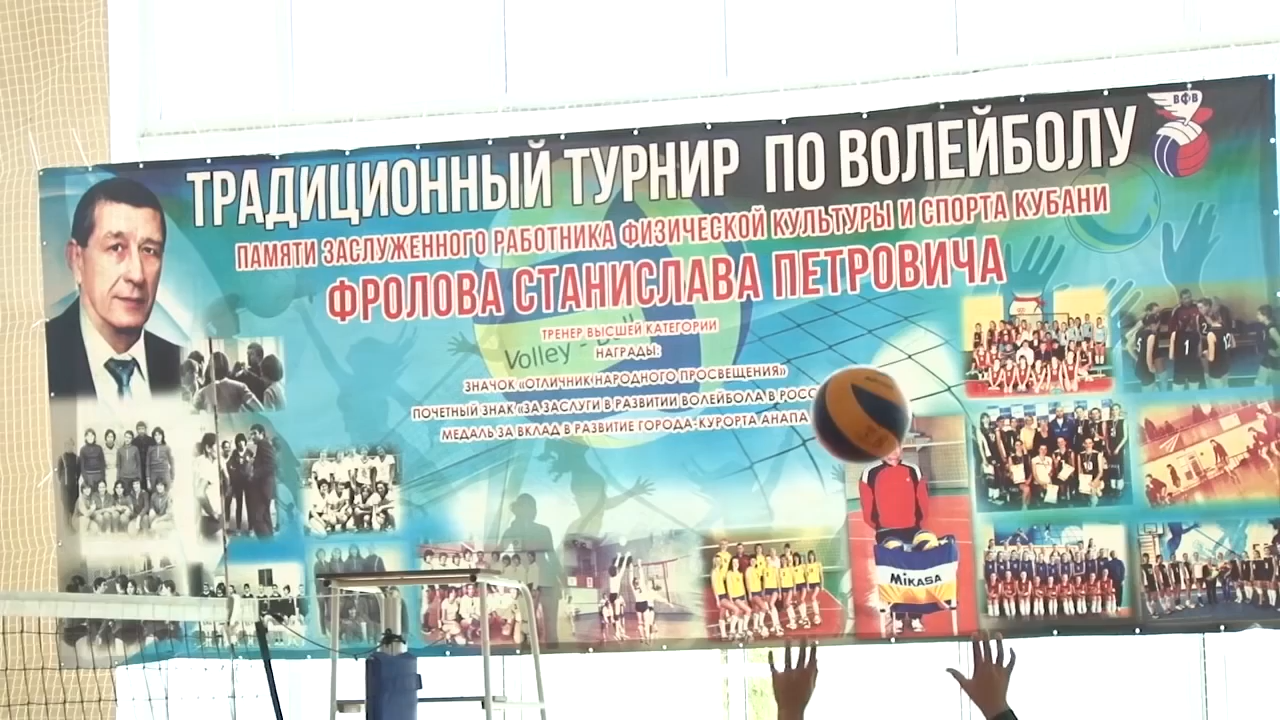 ВФВ
ТРАДИЦИОННЫЙ ТУРНИР ПО ВОЛЕЙБОЛУ
ПАМЯТИ ЗАСЛУЖЕННОГО РАБОТНИКА ФИЗИЧЕСКОЙ КУЛЬТУРЫ И СПОРТА КУБАНИ
ФРОЛОВА СТАНИСЛАВА ПЕТРОВИЧА
ТРЕНЕР ВЫСШЕЙ КАТЕГОРИИ
НАГРАДЫ:
Volley - Ball
ЗНАЧОК «ОТЛИЧНИК НАРОДНОГО ПРОСВЕЩЕНИЯ»
ПОЧЕТНЫЙ ЗНАК «ЗА ЗАСЛУГИ В РАЗВИТИИ ВОЛЕЙБОЛА В РОСС
МЕДАЛЬ ЗА ВКЛАД В РАЗВИТИЕ ГОРОДА-КУРОРТА АНАПА
MIKASA